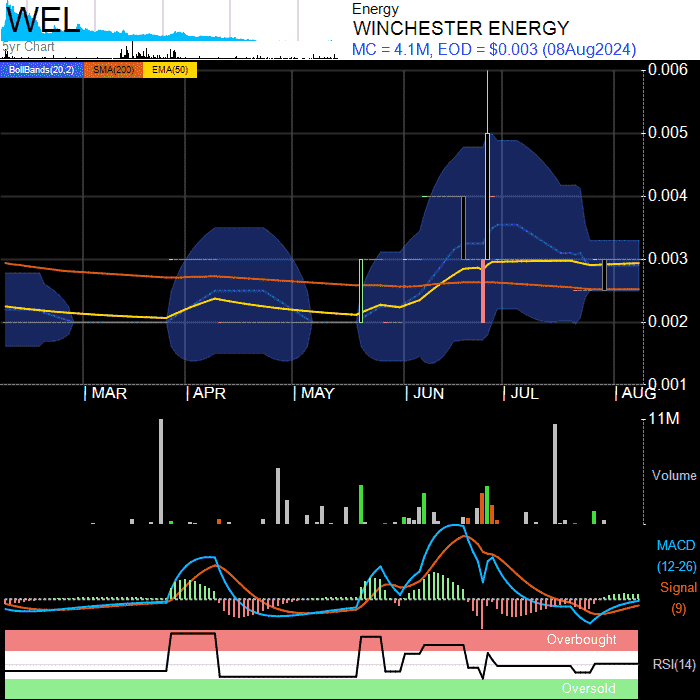 WEL
5yr Chart
Energy
WINCHESTER ENERGY
MC = 4.1M, EOD = $0.003 (08Aug2024)
BollBands(20,2) SMA(200) EMA(50)
0.006
0.005
0.004
0.003
0.002
0.001
| MAR | APR | MAY | JUN | JUL | AUG
11M
Volume
MACD
(12-26)
Signal
(9)
Overbought
RSI(14)
Oversold